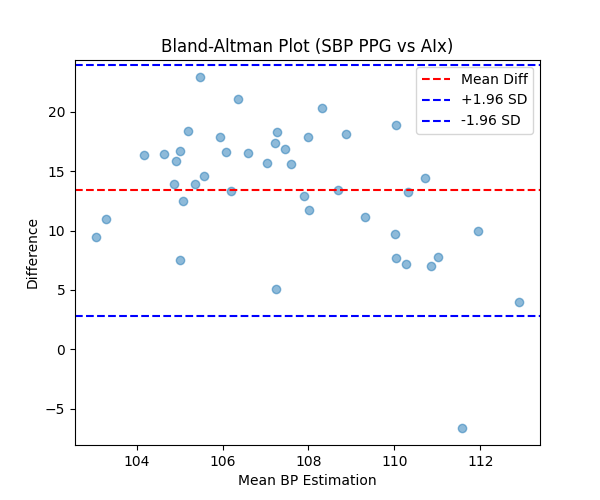 Bland-Altman Plot (SBP PPG vs AIx)
Mean Diff
+1.96 SD
-1.96 SD
20
15
10
5
0
−5
Difference
104 106 108 110 112
Mean BP Estimation